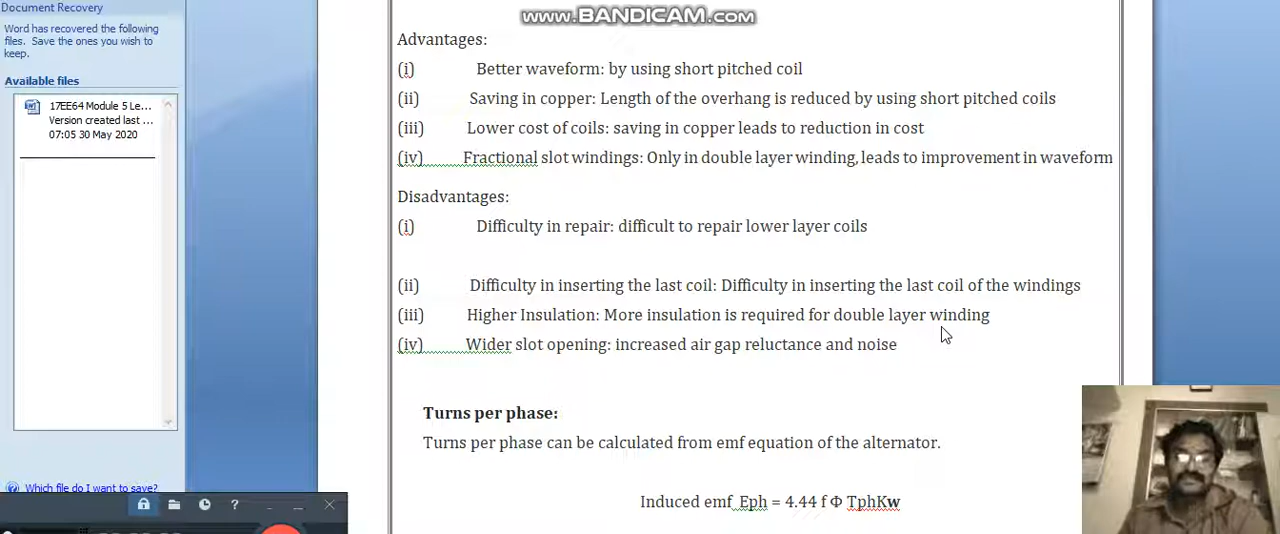 Document Recovery
www.BANDICAM.com
Word has recovered the following
files. Save the ones you wish to
keep.
Available files
17EE64 Module 5 Le...
Version created last ...
07:05 30 May 2020
Which file do I want to save?
Advantages:
(i) Better waveform: by using short pitched coil
(ii) Saving in copper: Length of the overhang is reduced by using short pitched coils
(iii) Lower cost of coils: saving in copper leads to reduction in cost
(iv) Fractional slot windings: Only in double layer winding, leads to improvement in waveform
Disadvantages:
(i) Difficulty in repair: difficult to repair lower layer coils
(ii) Difficulty in inserting the last coil: Difficulty in inserting the last coil of the windings
(iii) Higher Insulation: More insulation is required for double layer winding
(iv) Wider slot opening: increased air gap reluctance and noise
Turns per phase:
Turns per phase can be calculated from emf equation of the alternator.
Induced emf Eph = 4.44 f Φ TphKw